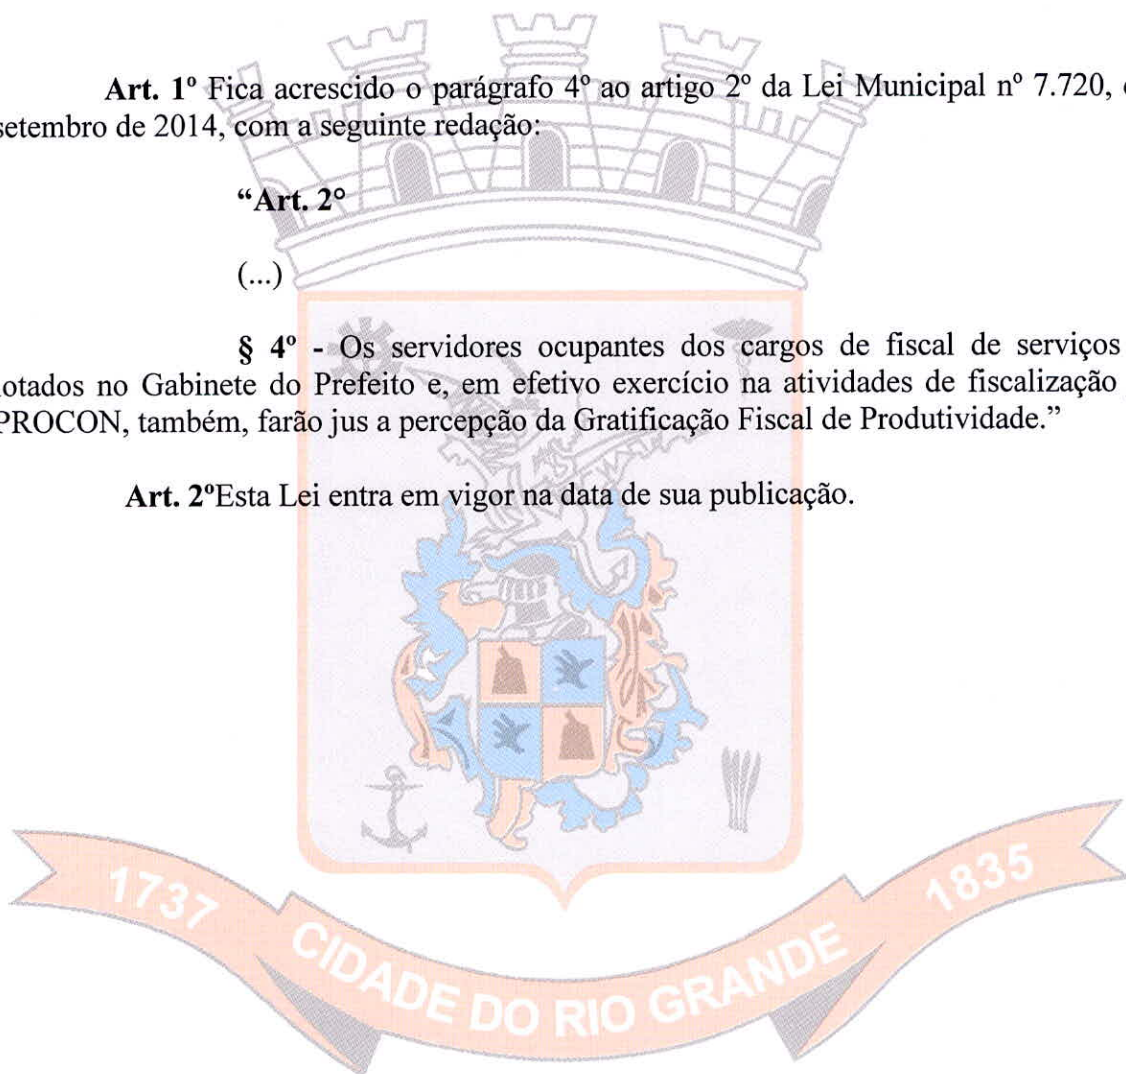 Art. 1º Fica acrescido o parágrafo 4º ao artigo 2º da Lei Municipal nº 7.720,
setembro de 2014, com a seguinte redação:
“Art. 2°
(...)
§ 4º - Os servidores ocupantes dos cargos de fiscal de serviços
lotados no Gabinete do Prefeito e, em efetivo exercício na atividades de fiscalização
PROCON, também, farão jus a percepção da Gratificação Fiscal de Produtividade.”
Art. 2ºEsta Lei entra em vigor na data de sua publicação.
1737 CIDADE DO RIO GRANDE 1835